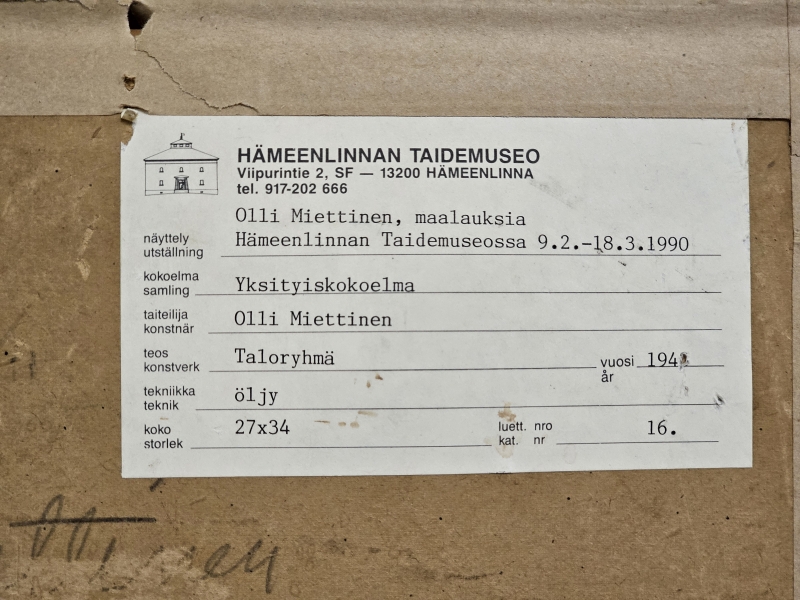 HÄMEENLINNAN TAIDEMUSEO
Viipurintie 2, SF — 13200 HÄMEENLINNA
tel. 917-202 666
Olli Miettinen, maalauksia
näyttely Hämeenlinnan Taidemuseossa 9.2.-18.3.1990
utställning
kokoelma Yksityiskokoelma
samling
taiteilija Olli Miettinen
konstnär
teos Taloryhmä vuosi
konstverk år
tekniikka öljy
teknik
koko 27x34 luett. nro 16.
storlek kat. nr